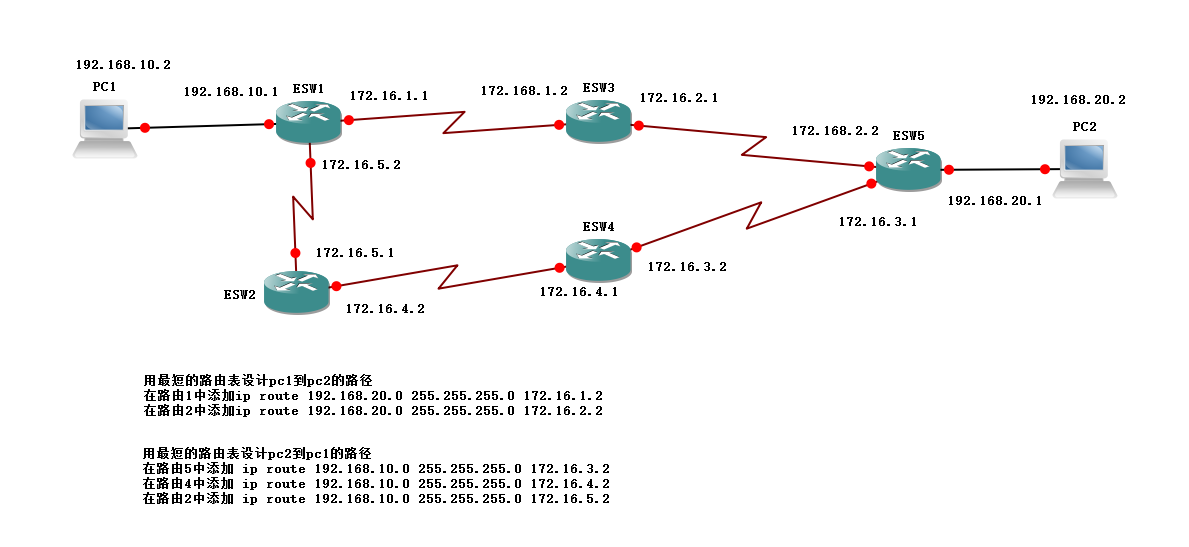 192.168.10.2
PC1
192.168.10.1
ESW1
172.16.1.1
172.168.1.2
ESW3
172.16.2.1
192.168.20.2
PC2
172.168.2.2
ESW5
172.16.5.2
192.168.20.1
172.16.3.1
ESW4
172.16.5.1
172.16.3.2
ESW2
172.16.4.1
172.16.4.2
用最短的路由表设计pc1到pc2的路径
在路由1中添加ip route 192.168.20.0 255.255.255.0 172.16.1.2
在路由2中添加ip route 192.168.20.0 255.255.255.0 172.16.2.2
用最短的路由表设计pc2到pc1的路径
在路由5中添加 ip route 192.168.10.0 255.255.255.0 172.16.3.2
在路由4中添加 ip route 192.168.10.0 255.255.255.0 172.16.4.2
在路由2中添加 ip route 192.168.10.0 255.255.255.0 172.16.5.2